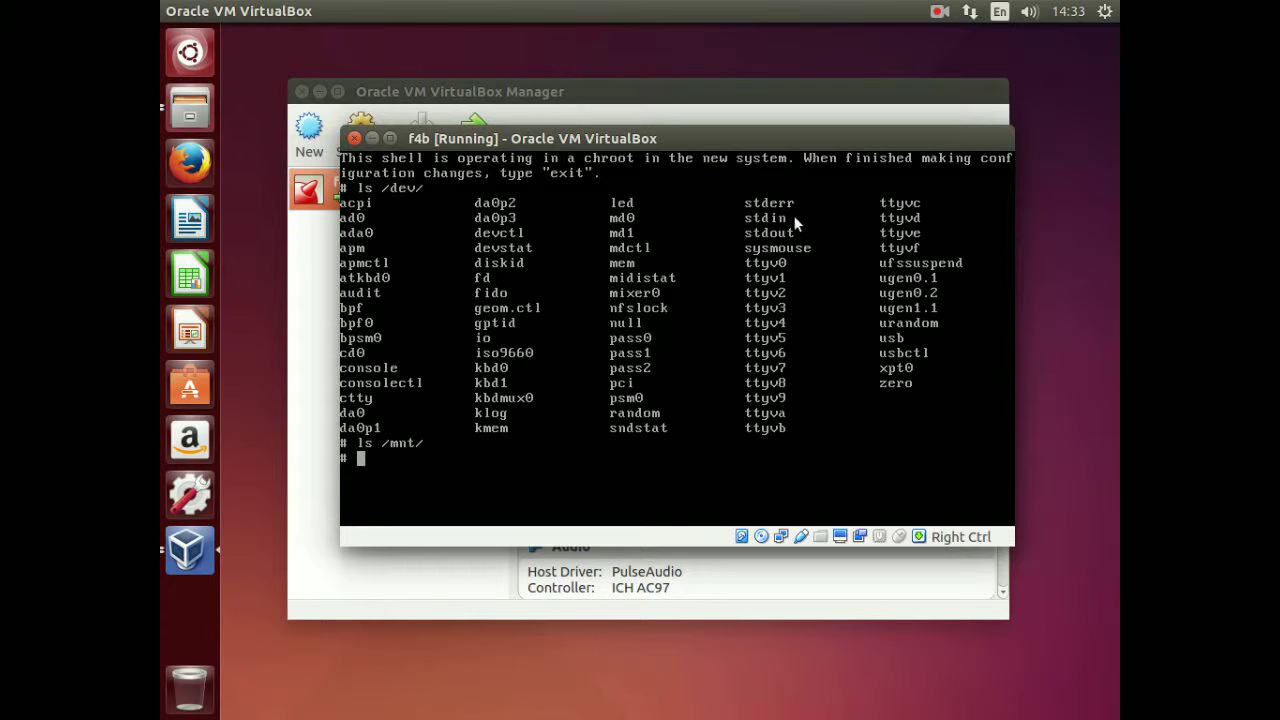 Oracle VM VirtualBox
En
14:33
Oracle VM VirtualBox Manager
New
f4b [Running] - Oracle VM VirtualBox
This shell is operating in a chroot in the new system. When finished making conf
iguration changes, type "exit".
# ls /dev/
acpi da0p2 led stderr ttyvc
ad0 da0p3 md0 stdin ttyvd
ada0 devctl md1 stdout ttyve
apm devstat mdctl sysmouse ttyvf
apmctl diskid mem ttyv0 ufssuspend
atkbd0 fd midistat ttyv1 ugen0.1
audit fido mixer0 ttyv2 ugen0.2
bpf geom.ctl nfslock ttyv3 ugen1.1
bpf0 gptid null ttyv4 urandom
bpsm0 io pass0 ttyv5 usb
cd0 iso9660 pass1 ttyv6 usbctl
console kbd0 pass2 ttyv7 xpt0
consolectl kbd1 pci ttyv8 zero
ctty kbdmux0 psm0 ttyv9
da0 klog random ttyva
da0p1 kmem sndstat ttyvb
# ls /mnt/
#
Right Ctrl
Audio
Host Driver: PulseAudio
Controller: ICH AC97